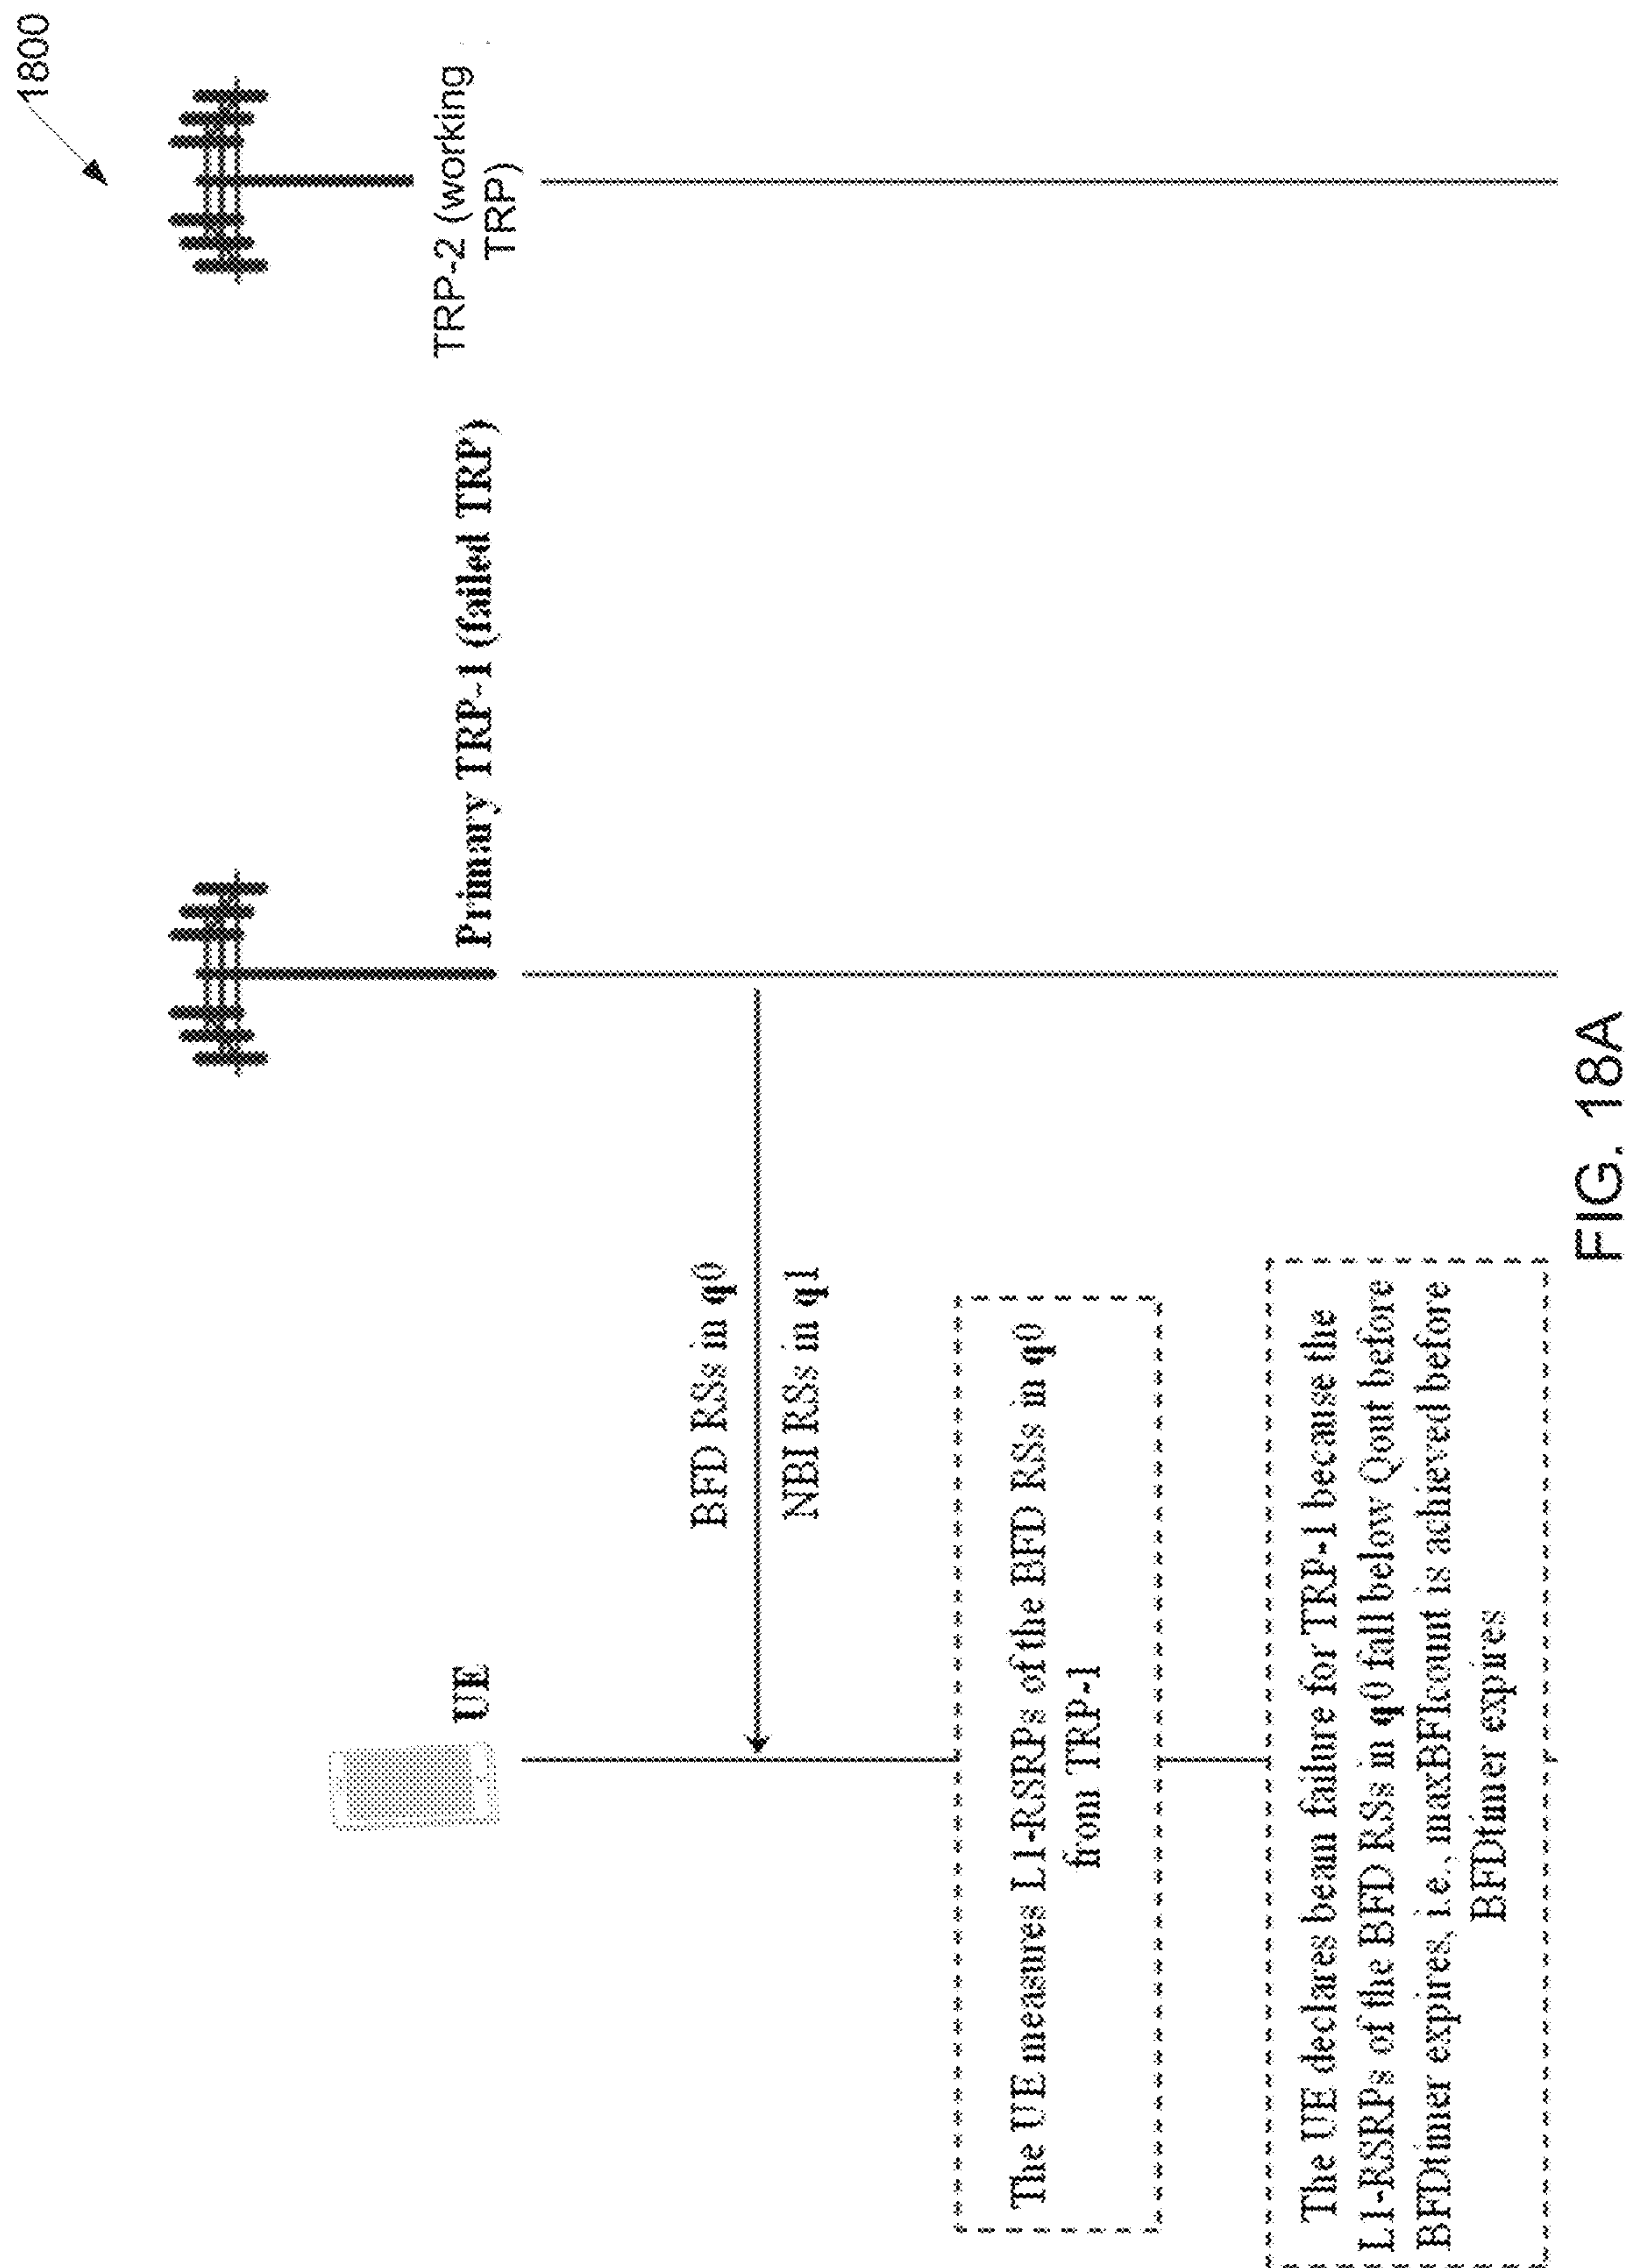 1800
UE
Primary TRP-1 (failed TRP)
TRP-2 (working
TRP)
BFD RSs in q0
NBI RSs in q1
The UE measures L1-RSRPs of the BFD RSs in q0
from TRP-1
The UE declares beam failure for TRP-1 because the
L1-RSRPs of the BFD RSs in q0 fall below Qout before
BFDtimer expires, i.e., maxBFIcount is achieved before
BFDtimer expires
FIG. 18A